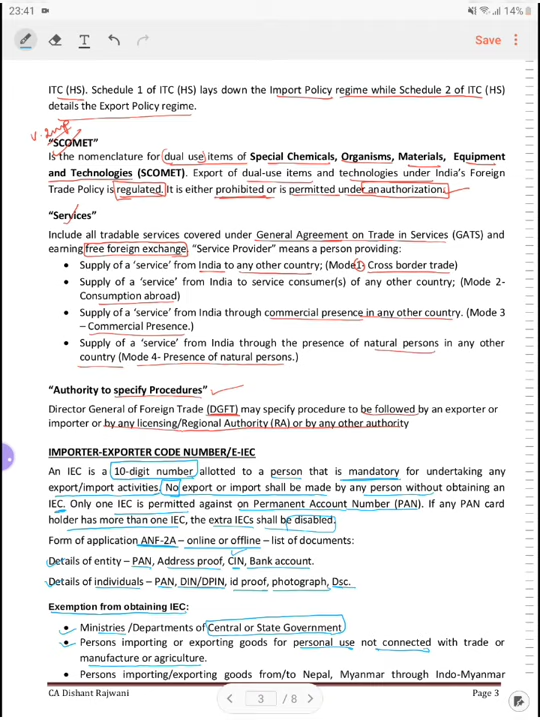 23:41
14%
T
Save
ITC (HS). Schedule 1 of ITC (HS) lays down the Import Policy regime while Schedule 2 of ITC (HS)
details the Export Policy regime.
V. Imp
"SCOMET"
Is the nomenclature for dual use items of Special Chemicals, Organisms, Materials, Equipment
and Technologies (SCOMET). Export of dual-use items and technologies under India's Foreign
Trade Policy is regulated. It is either prohibited or is permitted under an authorization.
"Services"
Include all tradable services covered under General Agreement on Trade in Services (GATS) and
earning free foreign exchange. "Service Provider" means a person providing:
• Supply of a 'service' from India to any other country; (Mode 1- Cross border trade)
• Supply of a 'service' from India to service consumer(s) of any other country; (Mode 2-
Consumption abroad)
• Supply of a 'service' from India through commercial presence in any other country. (Mode 3
– Commercial Presence.)
• Supply of a 'service' from India through the presence of natural persons in any other
country (Mode 4- Presence of natural persons.)
"Authority to specify Procedures"
Director General of Foreign Trade (DGFT) may specify procedure to be followed by an exporter or
importer or by any licensing/Regional Authority (RA) or by any other authority
IMPORTER-EXPORTER CODE NUMBER/E-IEC
An IEC is a 10-digit number allotted to a person that is mandatory for undertaking any
export/import activities. No export or import shall be made by any person without obtaining an
IEC. Only one IEC is permitted against on Permanent Account Number (PAN). If any PAN card
holder has more than one IEC, the extra IECs shall be disabled.
Form of application ANF-2A – online or offline – list of documents:
Details of entity – PAN, Address proof, CIN, Bank account.
Details of individuals – PAN, DIN/DPIN, id proof, photograph, Dsc.
Exemption from obtaining IEC:
• Ministries /Departments of Central or State Government
• Persons importing or exporting goods for personal use not connected with trade or
manufacture or agriculture.
• Persons importing/exporting goods from/to Nepal, Myanmar through Indo-Myanmar
CA Dishant Rajwani
Page 3
< 3 / 8 >